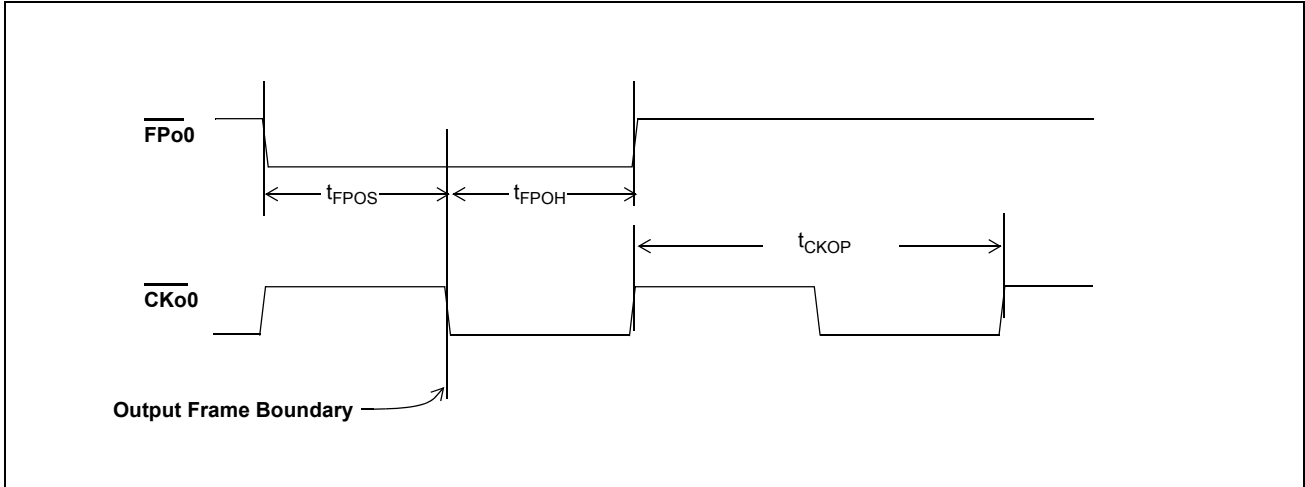 FPo0
tFPOS
tFPOH
tCKOP
CKo0
Output Frame Boundary